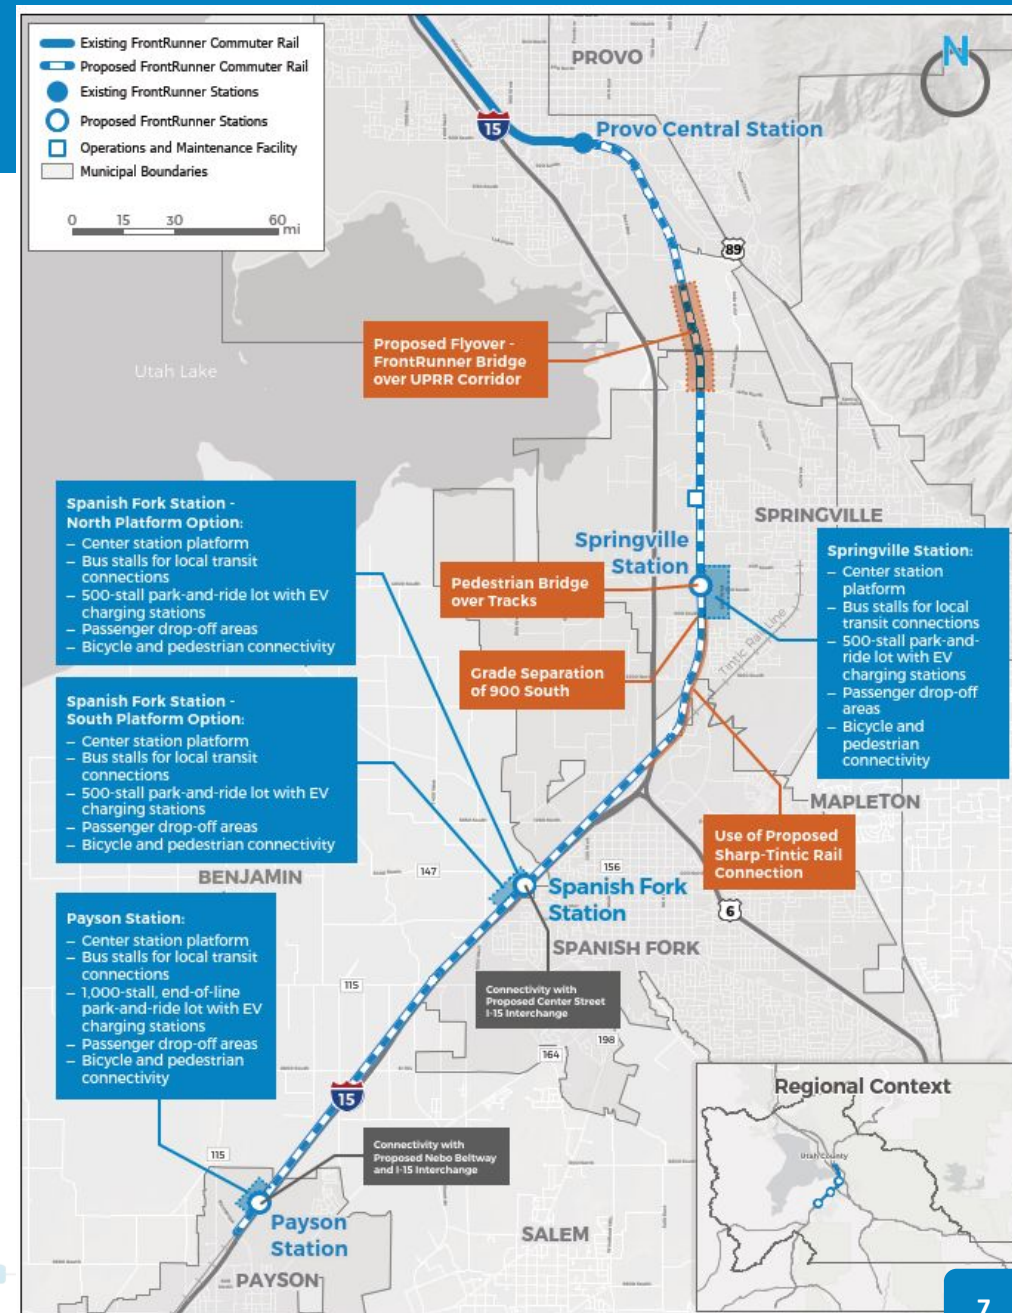 Existing FrontRunner Commuter Rail
Proposed FrontRunner Commuter Rail
Existing FrontRunner Stations
Proposed FrontRunner Stations
Operations and Maintenance Facility
Municipal Boundaries
0 15 30 60
mi
PROVO
N
15
Provo Central Station
89
Utah Lake
Proposed Flyover -
FrontRunner Bridge
over UPRR Corridor
Spanish Fork Station -
North Platform Option:
– Center station platform
– Bus stalls for local transit
connections
– 500-stall park-and-ride lot with EV
charging stations
– Passenger drop-off areas
– Bicycle and pedestrian connectivity
SPRINGVILLE
Springville
Station
Pedestrian Bridge
over Tracks
Springville Station:
– Center station
platform
– Bus stalls for local
transit connections
– 500-stall park-and-
ride lot with EV
charging stations
– Passenger drop-off
areas
– Bicycle and
pedestrian
connectivity
Tintic Rail Line
Grade Separation
of 900 South
Spanish Fork Station -
South Platform Option:
– Center station platform
– Bus stalls for local transit
connections
– 500-stall park-and-ride lot with EV
charging stations
– Passenger drop-off areas
– Bicycle and pedestrian connectivity
MAPLETON
Use of Proposed
Sharp-Tintic Rail
Connection
BENJAMIN
147
156
6
Spanish Fork
Station
SPANISH FORK
Payson Station:
– Center station platform
– Bus stalls for local transit
connections
– 1,000-stall, end-of-line
park-and-ride lot with EV
charging stations
– Passenger drop-off areas
– Bicycle and pedestrian
connectivity
115
Connectivity with
Proposed Center Street
I-15 Interchange
198
164
15
Regional Context
Utah County
115
Connectivity with
Proposed Nebo Beltway
and I-15 Interchange
Payson
Station
SALEM
PAYSON
7